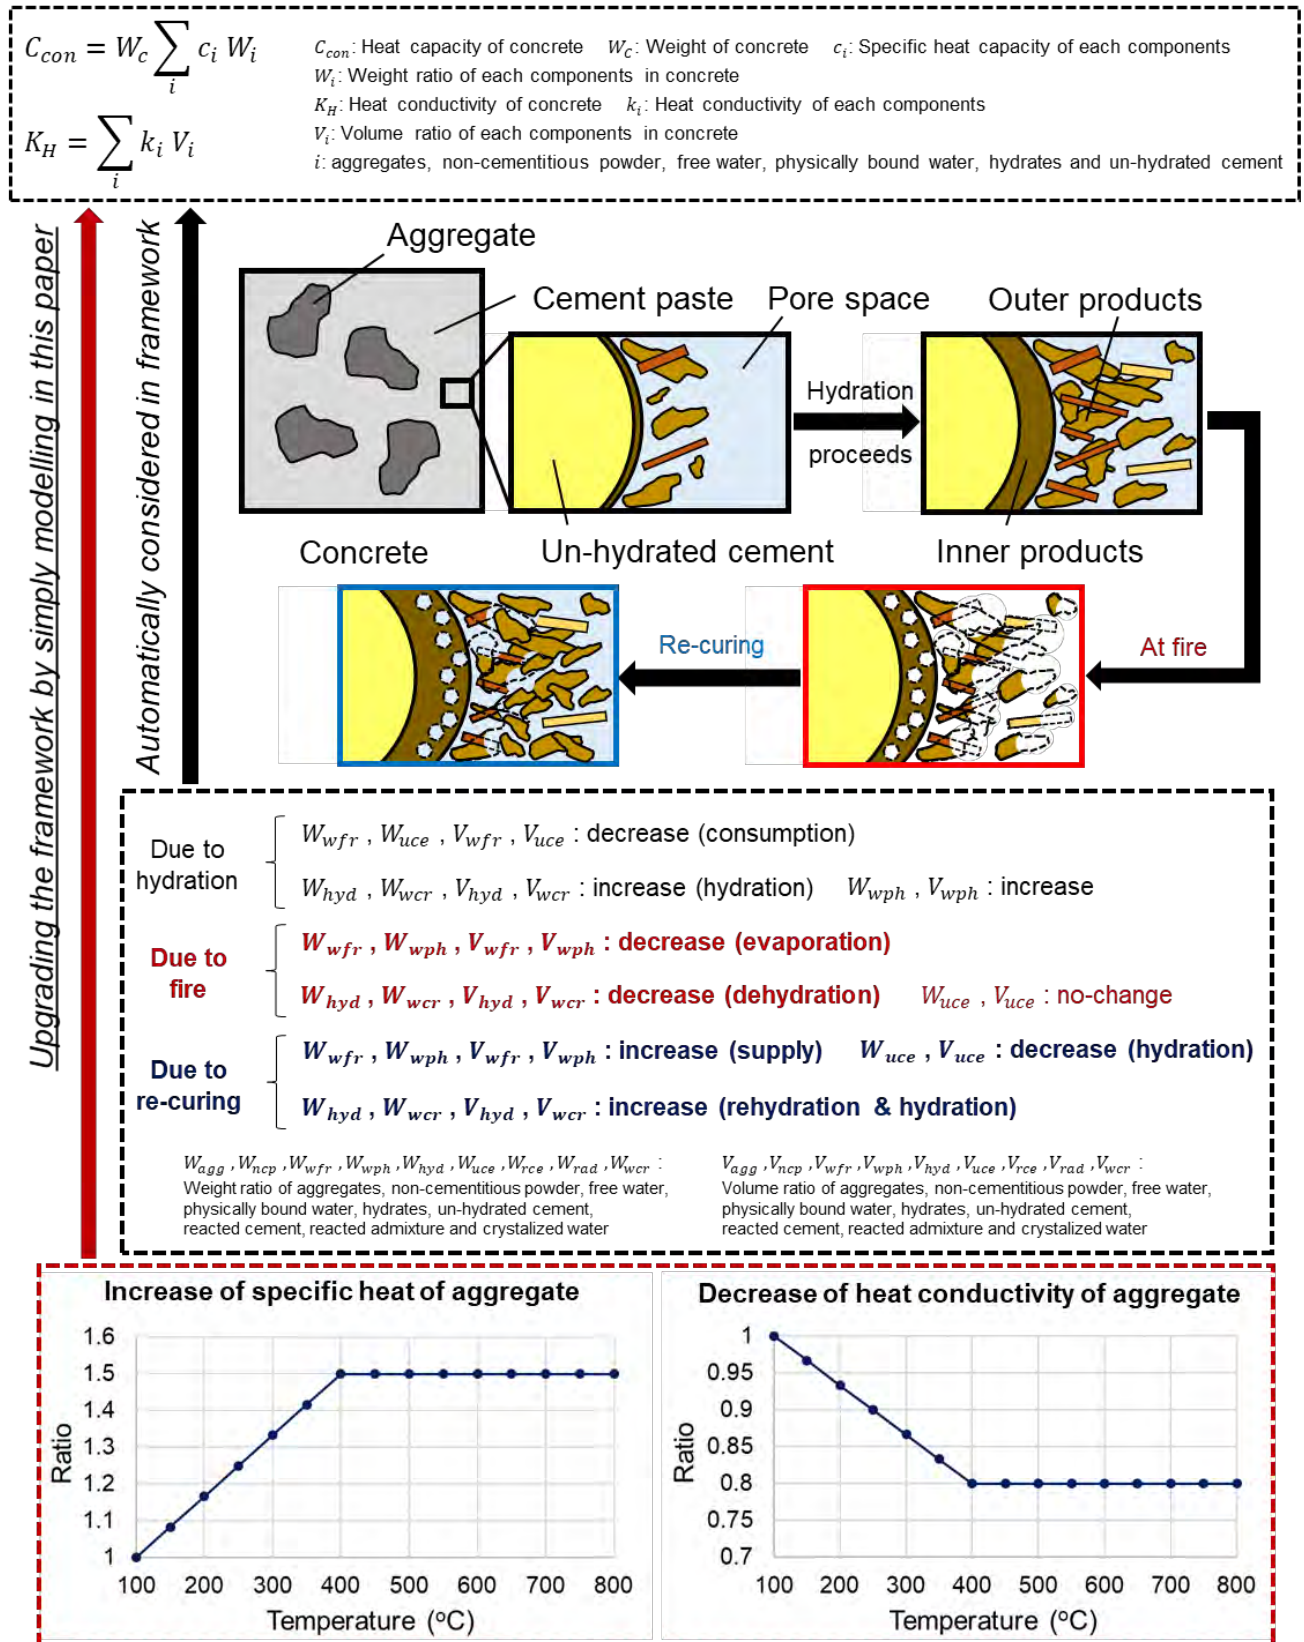 C_con = W_c ∑_i c_i W_i
C_con: Heat capacity of concrete W_C: Weight of concrete c_i: Specific heat capacity of each components
W_i: Weight ratio of each components in concrete
K_H = ∑_i k_i V_i
K_H: Heat conductivity of concrete k_i: Heat conductivity of each components
V_i: Volume ratio of each components in concrete
i: aggregates, non-cementitious powder, free water, physically bound water, hydrates and un-hydrated cement
Upgrading the framework by simply modelling in this paper
Automatically considered in framework
Aggregate
Cement paste
Pore space
Outer products
Hydration
proceeds
Concrete
Un-hydrated cement
Inner products
Re-curing
At fire
Due to
hydration
W_wfr , W_uce , V_wfr , V_uce : decrease (consumption)
W_hyd , W_wcr , V_hyd , V_wcr : increase (hydration) W_wph , V_wph : increase
Due to
fire
W_wfr , W_wph , V_wfr , V_wph : decrease (evaporation)
W_hyd , W_wcr , V_hyd , V_wcr : decrease (dehydration) W_uce , V_uce : no-change
Due to
re-curing
W_wfr , W_wph , V_wfr , V_wph : increase (supply) W_uce , V_uce : decrease (hydration)
W_hyd , W_wcr , V_hyd , V_wcr : increase (rehydration & hydration)
W_agg ,W_ncp ,W_wfr ,W_wph ,W_hyd ,W_uce ,W_rce ,W_rad ,W_wcr :
Weight ratio of aggregates, non-cementitious powder, free water,
physically bound water, hydrates, un-hydrated cement,
reacted cement, reacted admixture and crystalized water
V_agg ,V_ncp ,V_wfr ,V_wph ,V_hyd ,V_uce ,V_rce ,V_rad ,V_wcr :
Volume ratio of aggregates, non-cementitious powder, free water,
physically bound water, hydrates, un-hydrated cement,
reacted cement, reacted admixture and crystalized water
Increase of specific heat of aggregate
1.6
1.5
1.4
1.3
1.2
1.1
1
Ratio
100 200 300 400 500 600 700 800
Temperature (°C)
Decrease of heat conductivity of aggregate
1
0.95
0.9
0.85
0.8
0.75
0.7
Ratio
100 200 300 400 500 600 700 800
Temperature (°C)